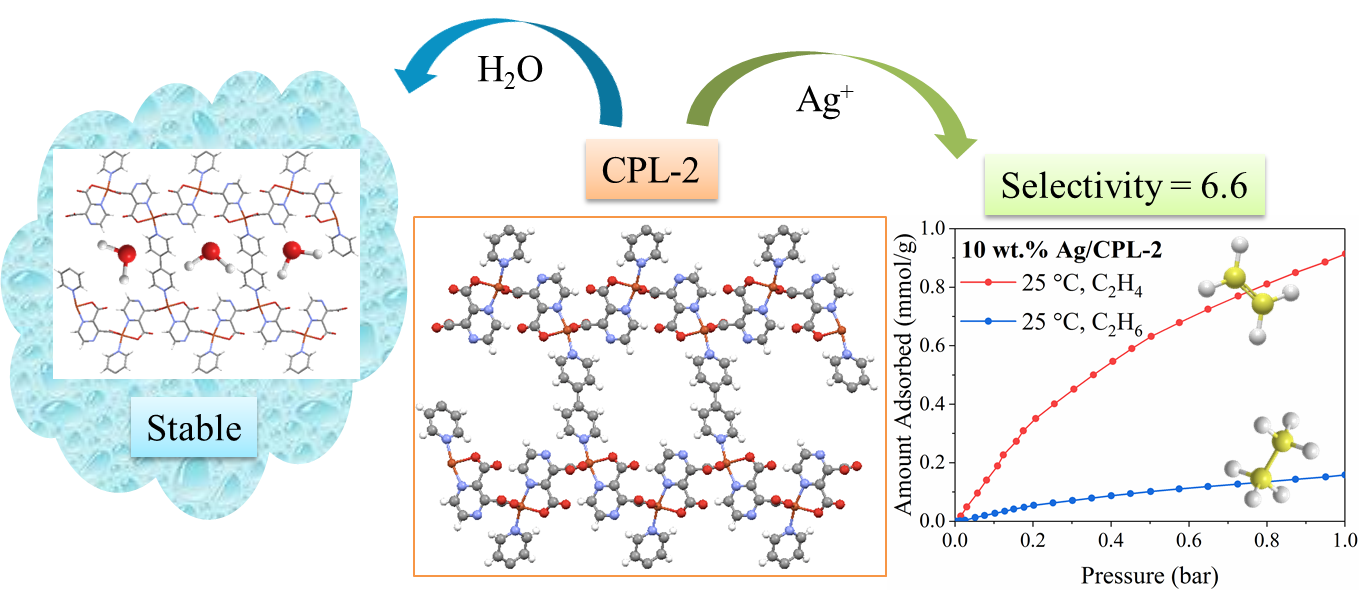 H₂O
Ag⁺
CPL-2
Stable
Selectivity = 6.6
10 wt.% Ag/CPL-2
25 °C, C₂H₄
25 °C, C₂H₆
Amount Adsorbed (mmol/g)
1.0
0.8
0.6
0.4
0.2
0.0
0.0 0.2 0.4 0.6 0.8 1.0
Pressure (bar)